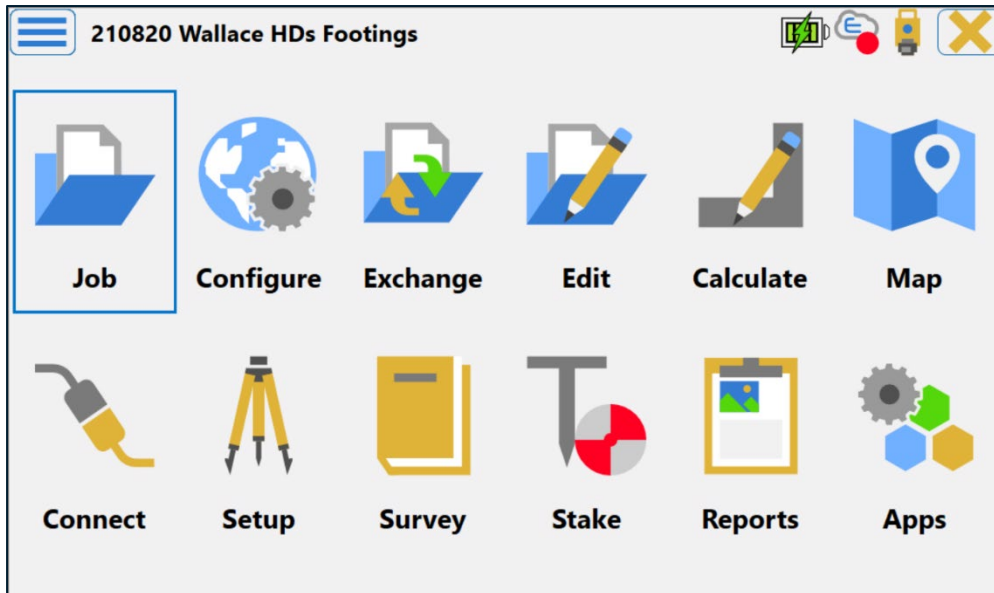 210820 Wallace HDs Footings
Job Configure Exchange Edit Calculate Map
Connect Setup Survey Stake Reports Apps